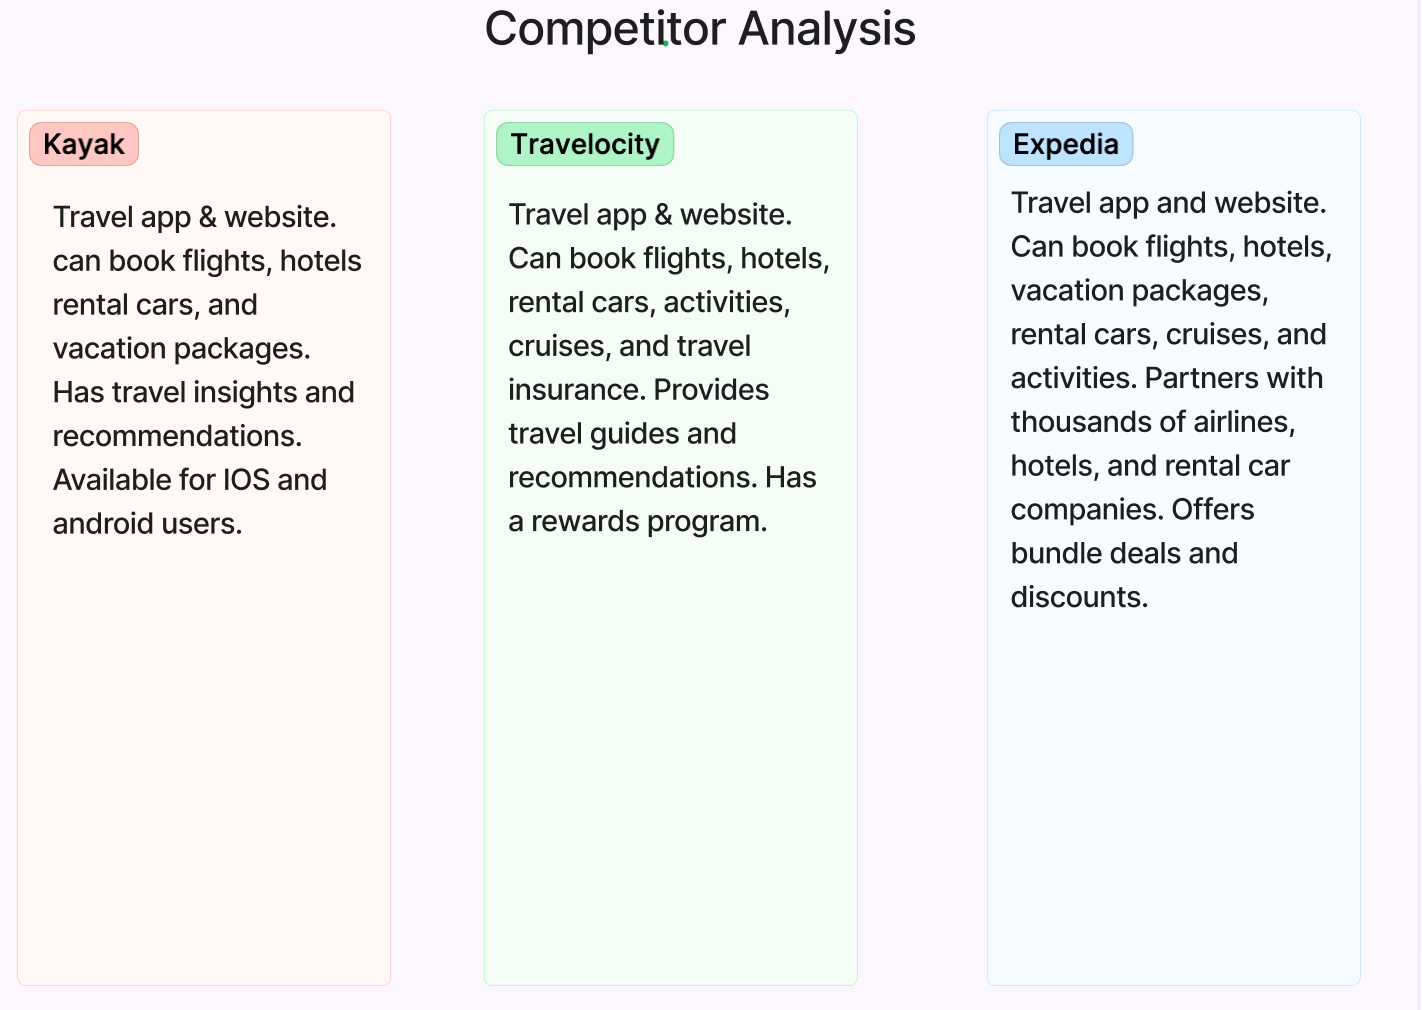 Competitor Analysis
Kayak
Travel app & website.
can book flights, hotels
rental cars, and
vacation packages.
Has travel insights and
recommendations.
Available for IOS and
android users.
Travelocity
Travel app & website.
Can book flights, hotels,
rental cars, activities,
cruises, and travel
insurance. Provides
travel guides and
recommendations. Has
a rewards program.
Expedia
Travel app and website.
Can book flights, hotels,
vacation packages,
rental cars, cruises, and
activities. Partners with
thousands of airlines,
hotels, and rental car
companies. Offers
bundle deals and
discounts.